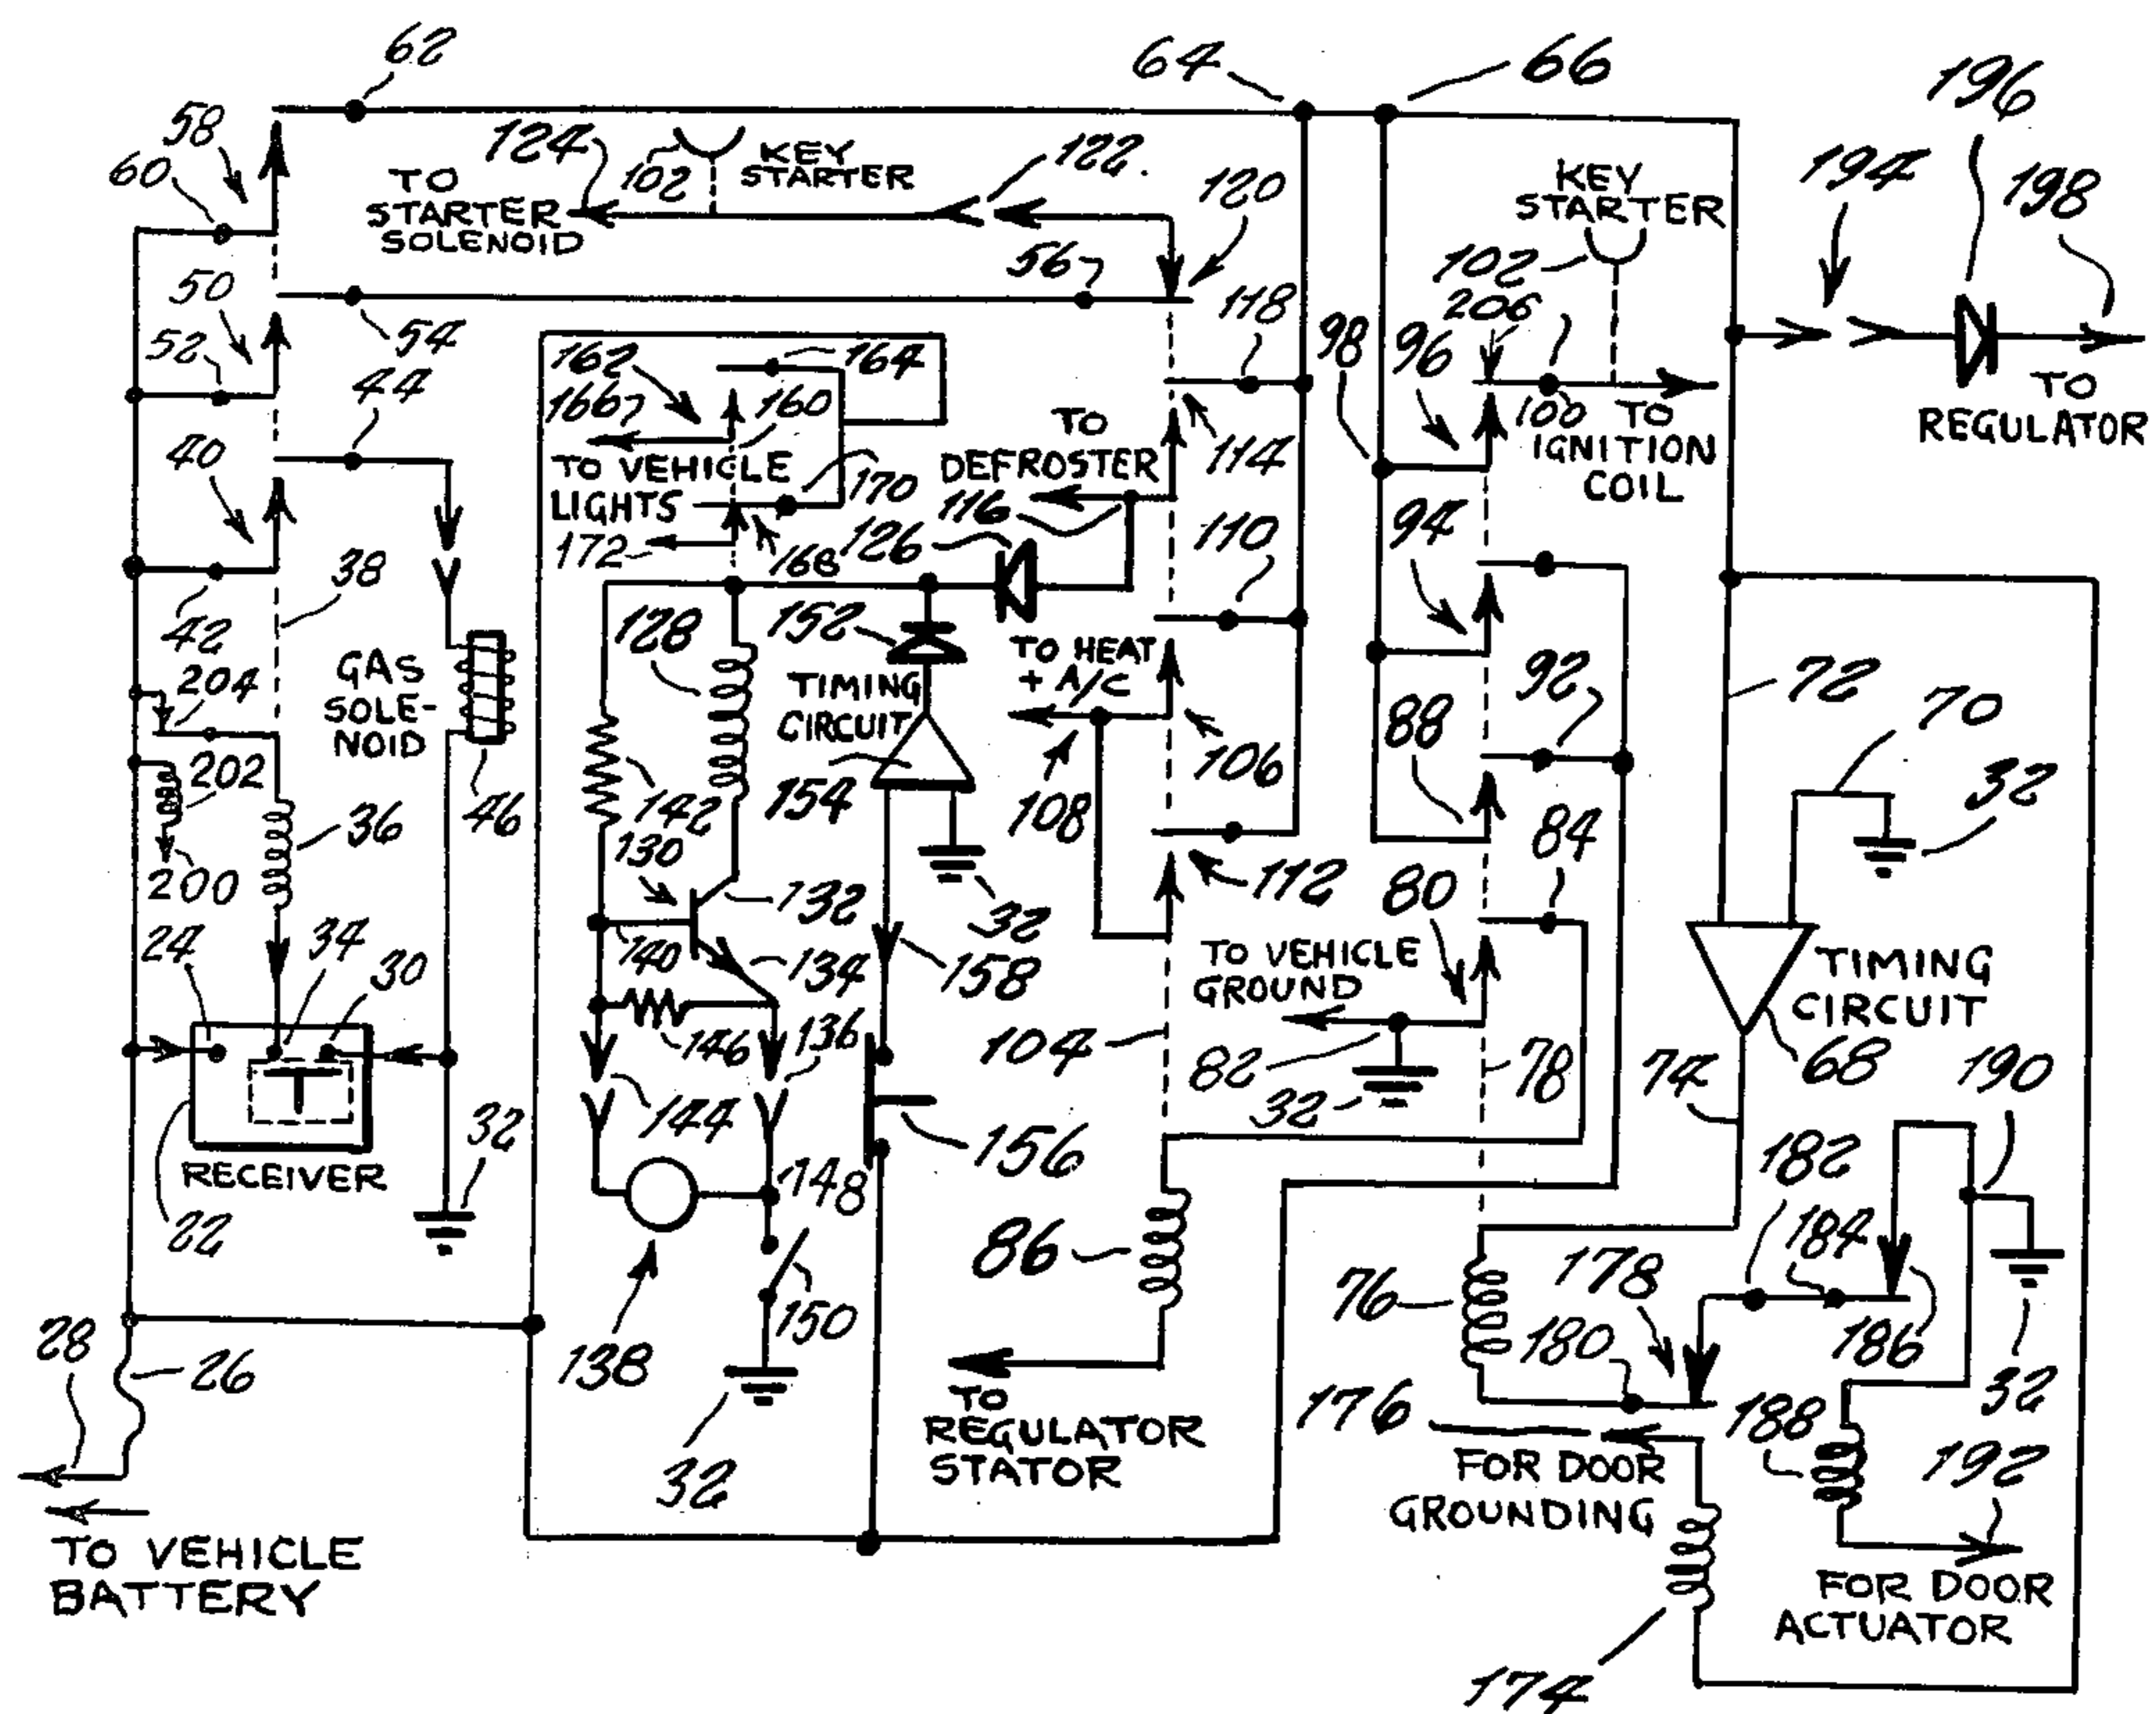 62
64
66
196
58
124
KEY
STARTER
102
122.
194
60
TO
STARTER
SOLENOID
120
KEY
STARTER
198
50
56
102
118
206
52
54
162
164
98
96
44
166
160
TO
REGULATOR
40
TO
DEFROSTER
114
100
TO
IGNITION
COIL
TO VEHICLE
LIGHTS
170
116
94
110
172
168
126
38
42
128
152
TO HEAT
+ A/C
92
72
70
204
GAS
SOLE-
NOID
TIMING
CIRCUIT
88
106
32
202
46
142
154
108
84
36
130
200
132
32
112
80
24
34
30
140
134
158
TO VEHICLE
GROUND
TIMING
CIRCUIT
146
136
104
82
78
74
68
190
32
144
156
32
182
RECEIVER
148
22
86
184
178
76
28
26
138
150
180
186
32
TO
REGULATOR
STATOR
176
188
32
FOR DOOR
GROUNDING
192
TO VEHICLE
BATTERY
FOR DOOR
ACTUATOR
174